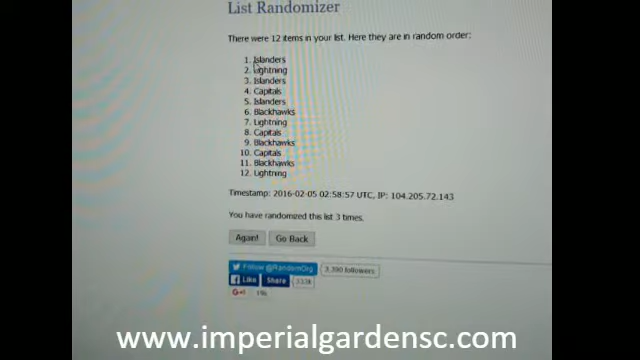 List Randomizer
There were 12 items in your list. Here they are in random order:
1. Islanders
2. Lightning
3. Islanders
4. Capitals
5. Islanders
6. Blackhawks
7. Lightning
8. Capitals
9. Blackhawks
10. Capitals
11. Blackhawks
12. Lightning
Timestamp: 2016-02-05 02:58:57 UTC, IP: 104.205.72.143
You have randomized this list 3 times.
Again! Go Back
Follow @RandomOrg 3,390 followers
Like Share
www.imperialgardensc.com